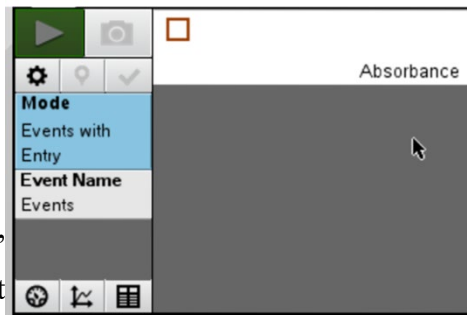 Absorbance
Mode
Events with
Entry
Event Name
Events
,
t